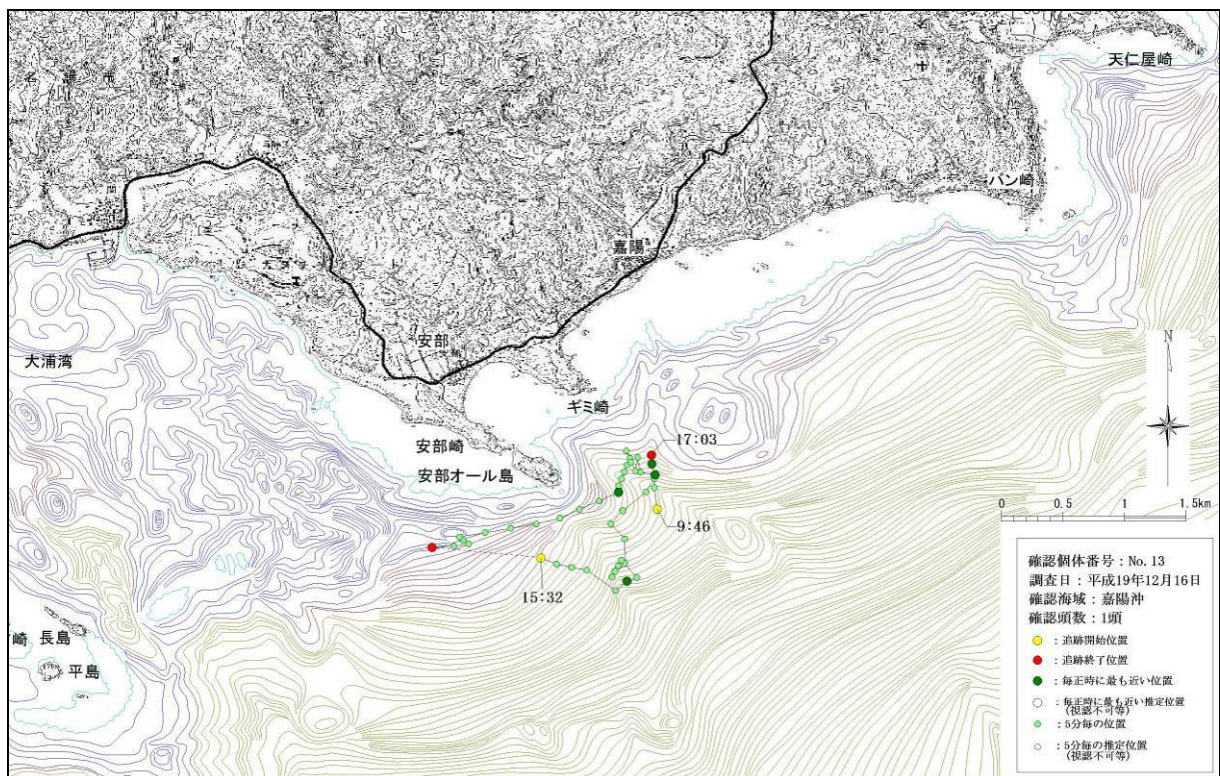 天仁屋崎
バン崎
嘉陽
安部
大浦湾
ギミ崎
安部崎
安部オール島
17:03
9:46
15:32
長島
崎
平島
N
0 0.5 1 1.5km
確認個体番号：No.13
調査日：平成19年12月16日
確認海域：嘉陽沖
確認頭数：1頭
：追跡開始位置
：追跡終了位置
：毎正時に最も近い位置
：毎正時に最も近い推定位置
(視認不可等)
：5分毎の位置
：5分毎の推定位置
(視認不可等)